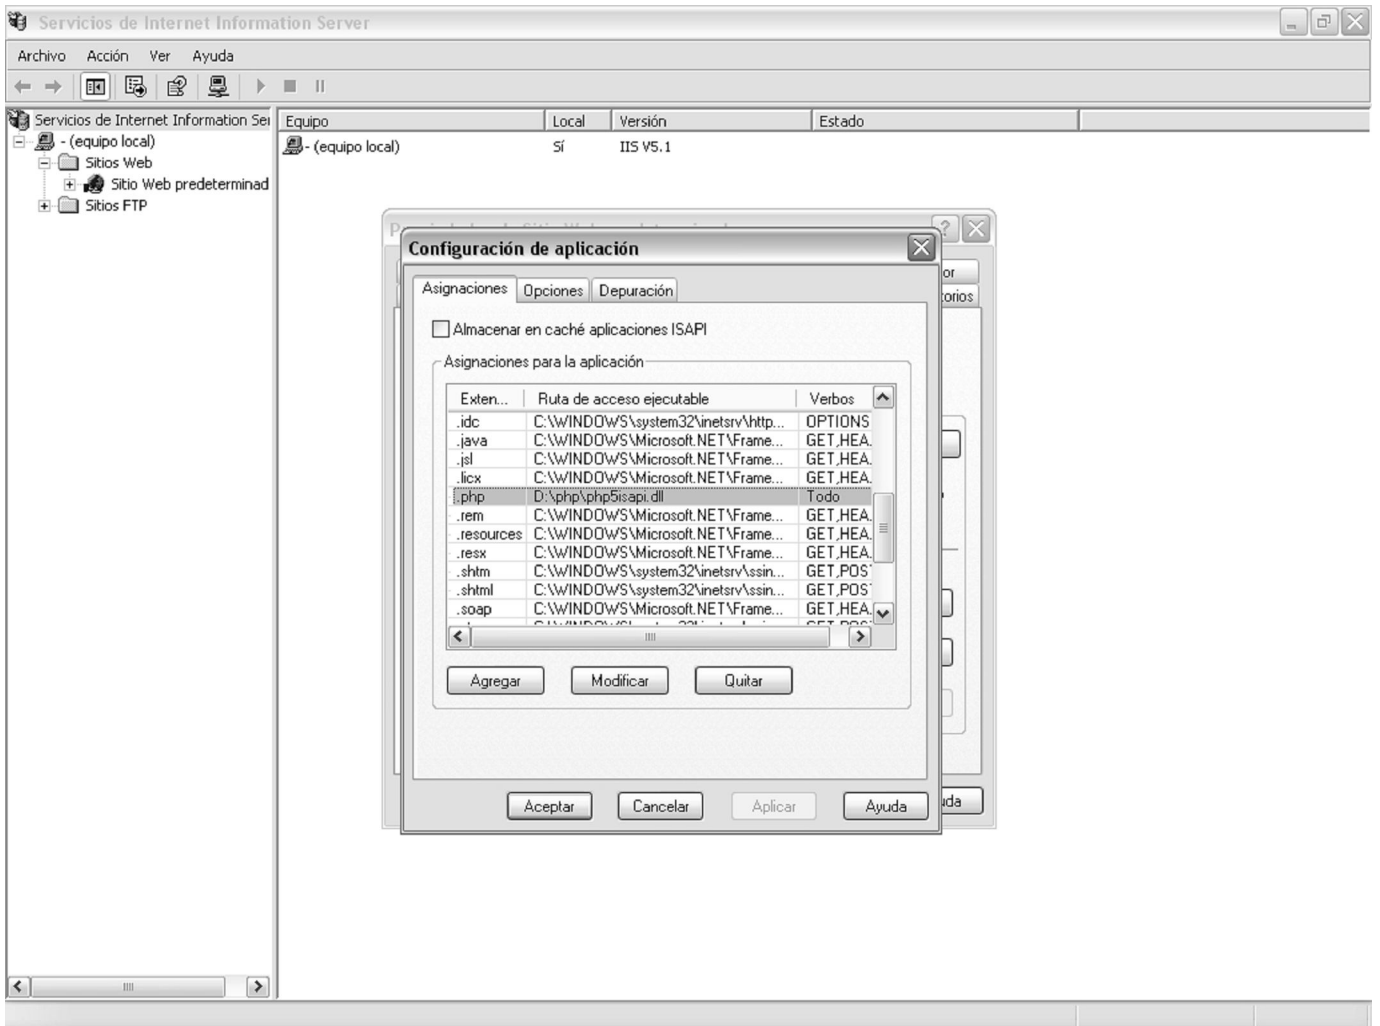 Servicios de Internet Information Server
Archivo Acción Ver Ayuda
Servicios de Internet Information Ser
Equipo Local Versión Estado
- (equipo local)
- (equipo local) Sí IIS V5.1
Sitios Web
Sitio Web predeterminad
Sitios FTP
?
Configuración de aplicación
or
Asignaciones Opciones Depuración
torios
Almacenar en caché aplicaciones ISAPI
Asignaciones para la aplicación
Exten... Ruta de acceso ejecutable Verbos
.idc C:\WINDOWS\system32\inetsrv\http... OPTIONS
.java C:\WINDOWS\Microsoft.NET\Frame... GET,HEA.
.jsl C:\WINDOWS\Microsoft.NET\Frame... GET,HEA.
.licx C:\WINDOWS\Microsoft.NET\Frame... GET,HEA.
.php D:\php\php5isapi.dll Todo
.rem C:\WINDOWS\Microsoft.NET\Frame... GET,HEA.
.resources C:\WINDOWS\Microsoft.NET\Frame... GET,HEA.
.resx C:\WINDOWS\Microsoft.NET\Frame... GET,HEA.
.shtm C:\WINDOWS\system32\inetsrv\ssin... GET,POS
.shtml C:\WINDOWS\system32\inetsrv\ssin... GET,POS
.soap C:\WINDOWS\Microsoft.NET\Frame... GET,HEA.
Agregar Modificar Quitar
Aceptar Cancelar Aplicar Ayuda
uda